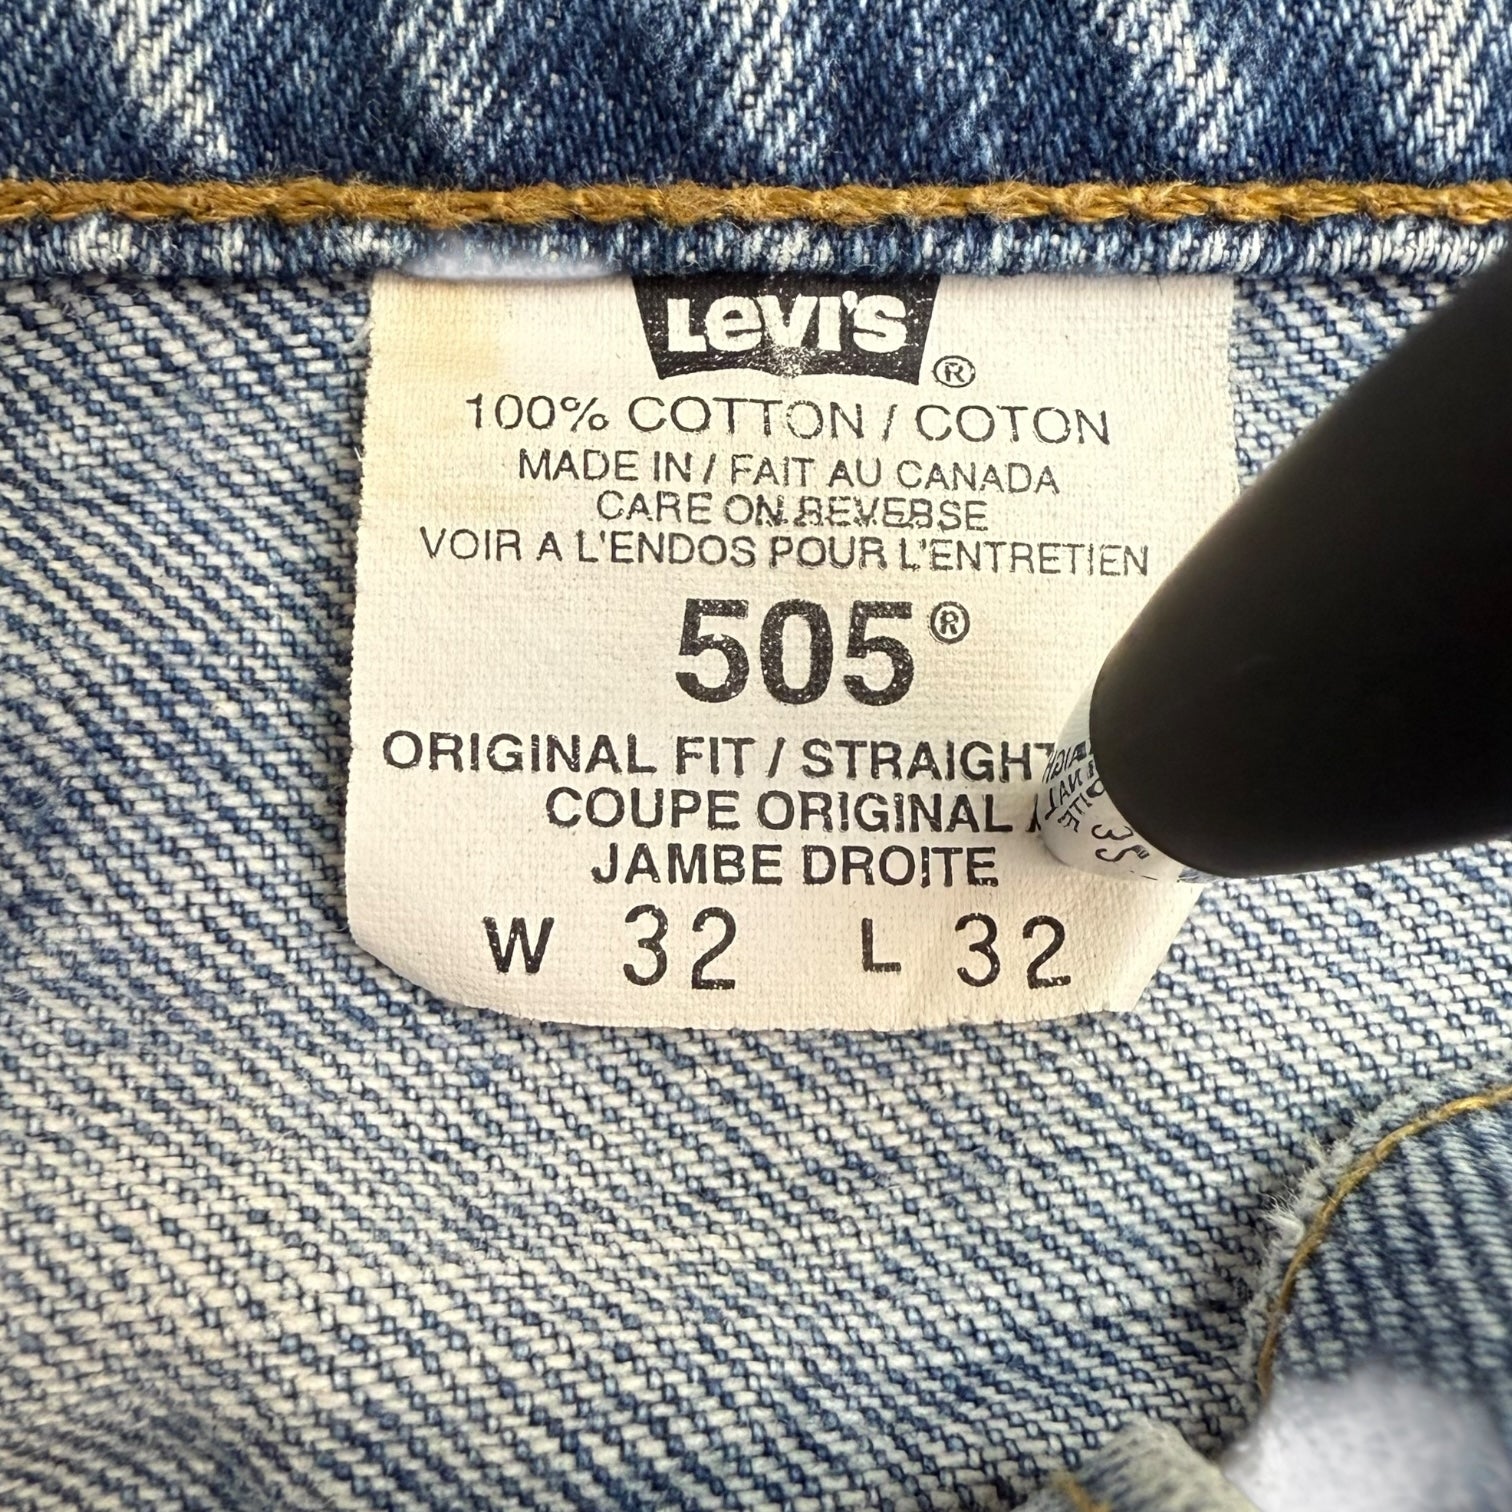 Levi's ®
100% COTTON / COTON
MADE IN / FAIT AU CANADA
CARE ON REVERSE
VOIR A L'ENDOS POUR L'ENTRETIEN
505®
ORIGINAL FIT / STRAIGHT
COUPE ORIGINAL /
JAMBE DROITE
W 32 L 32